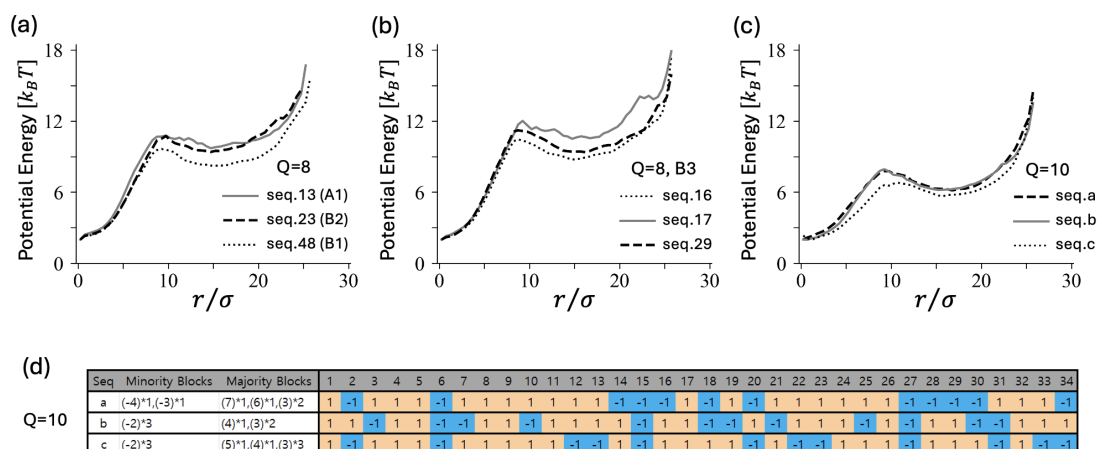 (a)
(b)
(c)
Potential Energy [k_BT]
18
12
6
0
0
10
20
30
r/σ
Q=8
seq.13 (A1)
seq.23 (B2)
seq.48 (B1)
Potential Energy [k_BT]
18
12
6
0
0
10
20
30
r/σ
Q=8, B3
seq.16
seq.17
seq.29
Potential Energy [k_BT]
18
12
6
0
0
10
20
30
r/σ
Q=10
seq.a
seq.b
seq.c
(d)
Q=10
Seq Minority Blocks Majority Blocks 1 2 3 4 5 6 7 8 9 10 11 12 13 14 15 16 17 18 19 20 21 22 23 24 25 26 27 28 29 30 31 32 33 34
a (-4)*1,(-3)*1 (7)*1,(6)*1,(3)*2 1 -1 1 1 1 -1 1 1 1 1 1 1 1 -1 -1 -1 1 -1 1 -1 1 1 1 1 1 1 -1 -1 -1 -1 1 1 1 -1
b (-2)*3 (4)*1,(3)*2 1 1 -1 1 1 -1 -1 1 1 -1 1 1 1 1 -1 1 1 -1 -1 1 -1 1 1 1 -1 1 -1 1 1 -1 -1 1 1 1
c (-2)*3 (5)*1,(4)*1,(3)*3 1 -1 1 1 1 -1 1 1 1 1 1 -1 -1 1 -1 1 1 1 1 -1 1 -1 -1 1 1 1 -1 1 1 1 -1 1 -1 -1